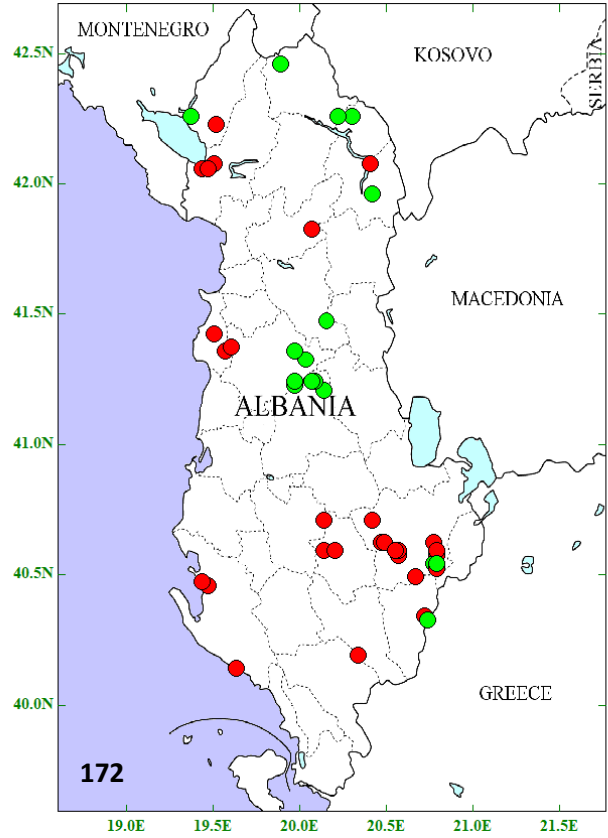 MONTENEGRO
42.5N
KOSOVO
SERBIA
42.0N
MACEDONIA
41.5N
ALBANIA
41.0N
40.5N
40.0N
GREECE
172
19.0E 19.5E 20.0E 20.5E 21.0E 21.5E